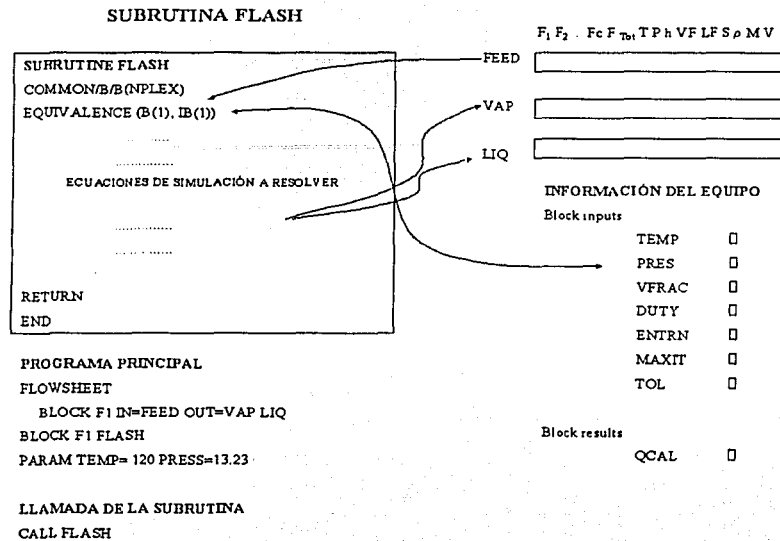 SUBRUTINA FLASH
SUBRUTINE FLASH
COMMON/B/B(NPLEX)
EQUIVALENCE (B(1), IB(1))
......
..............
ECUACIONES DE SIMULACIÓN A RESOLVER
..............
..............
RETURN
END
PROGRAMA PRINCIPAL
FLOWSHEET
BLOCK F1 IN=FEED OUT=VAP LIQ
BLOCK F1 FLASH
PARAM TEMP= 120 PRESS=13.23
LLAMADA DE LA SUBRUTINA
CALL FLASH
F1 F2 . Fc F Tot T P h VF LF S ρ M V
FEED
VAP
LIQ
INFORMACIÓN DEL EQUIPO
Block inputs
TEMP
PRES
VFRAC
DUTY
ENTRN
MAXIT
TOL
Block results
QCAL